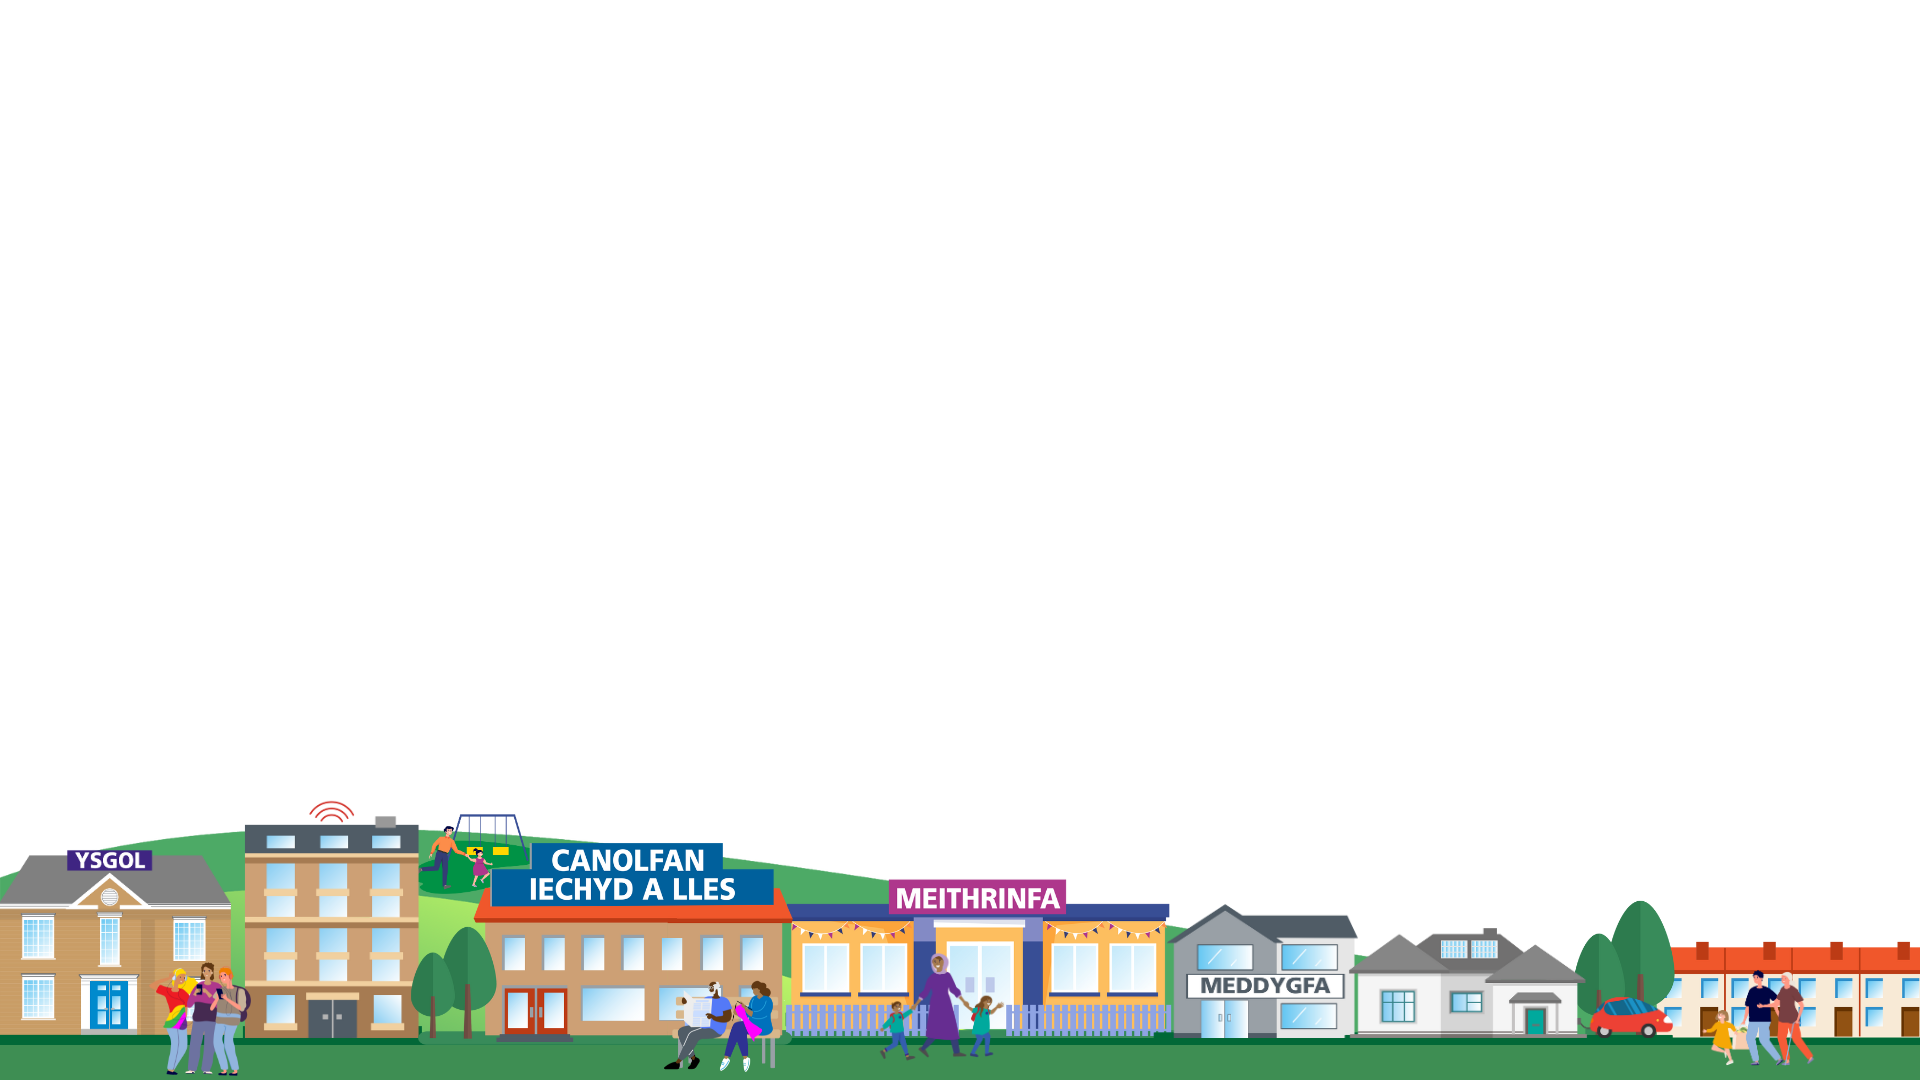 YSGOL
CANOLFAN
IECHYD A LLES
MEITHRINFA
MEDDYGFA